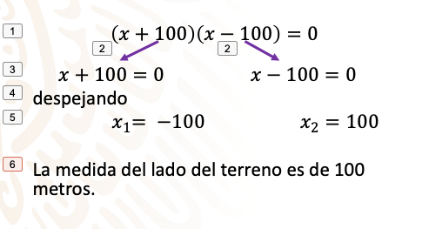 1 (x + 100)(x − 100) = 0
2 2
3 x + 100 = 0 x − 100 = 0
4 despejando
5 x₁= −100 x₂ = 100
6 La medida del lado del terreno es de 100
metros.